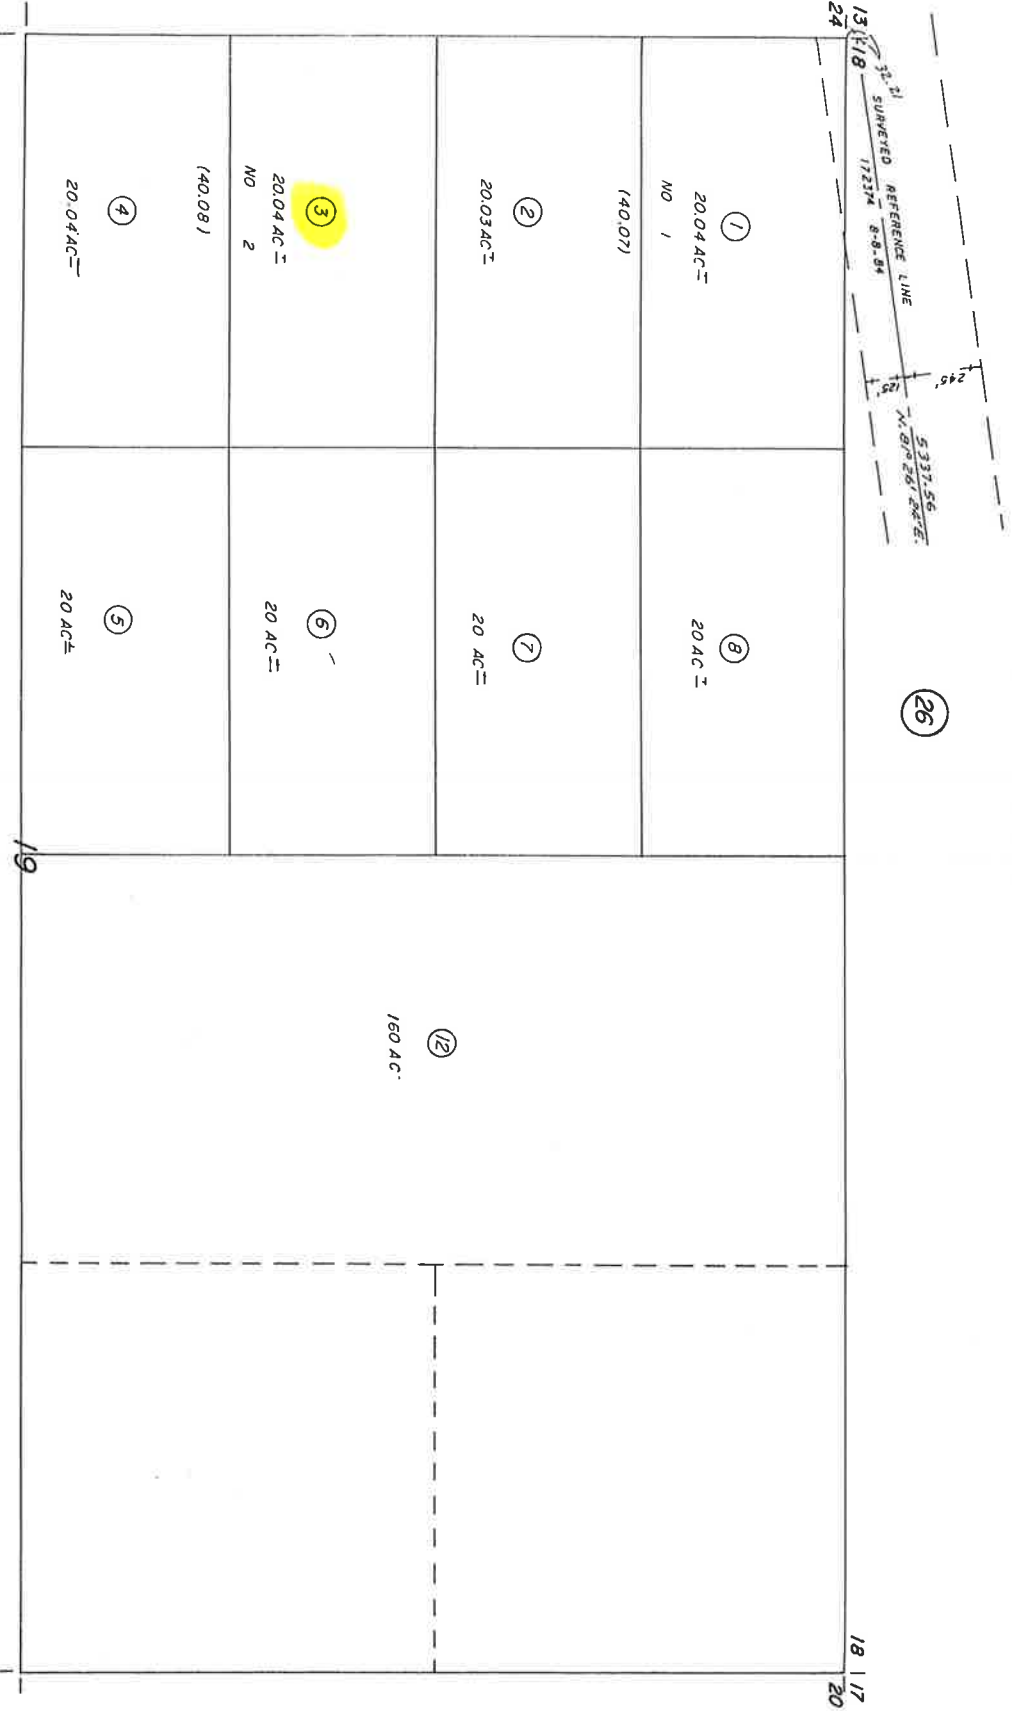 13 18
24
32.21
SURVEYED REFERENCE LINE
172374 8-8-84
245'
125'
5337.56
N. 81° 26' 24" E.
26
18 17
20
1
20.04 AC±
NO 1
(40.07)
2
20.03 AC±
3
20.04 AC±
NO 2
(40.08)
4
20.04 AC±
8
20 AC±
7
20 AC±
6
20 AC±
5
20 AC±
12
160 AC
19